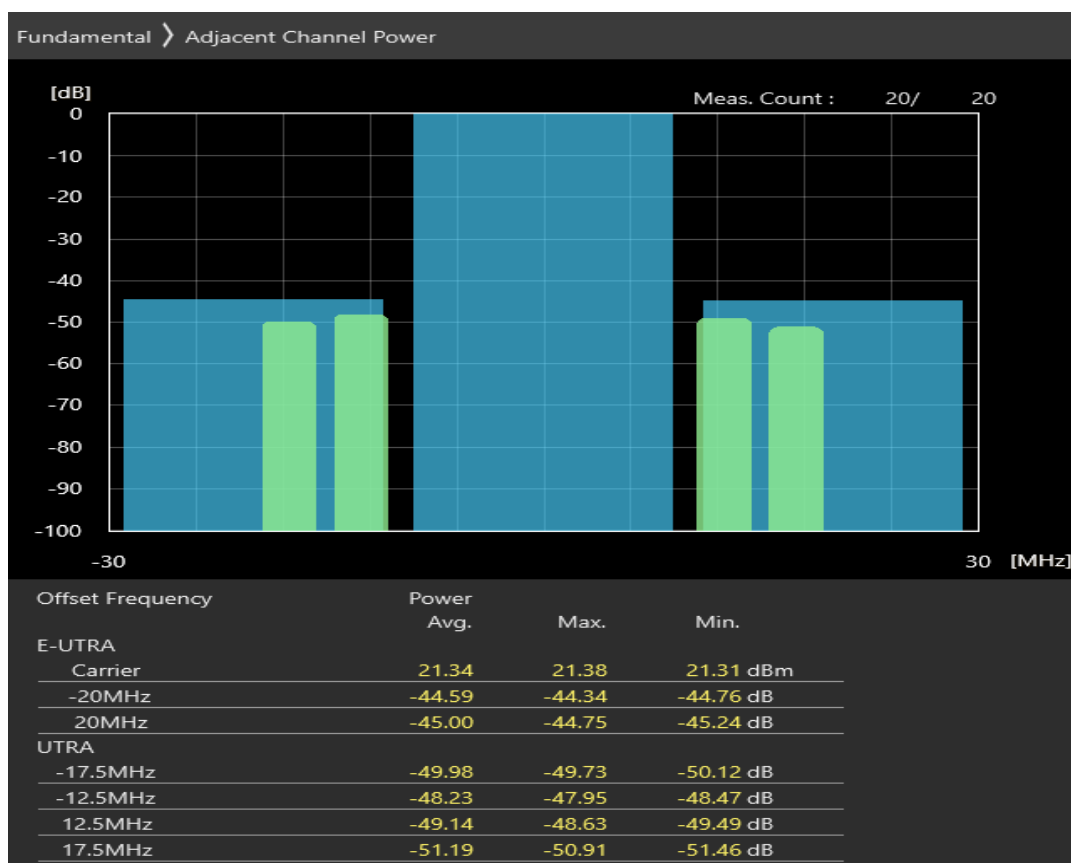 Fundamental ❯ Adjacent Channel Power
[dB]
Meas. Count : 20/ 20
0
-10
-20
-30
-40
-50
-60
-70
-80
-90
-100
-30 30 [MHz]
Offset Frequency Power
Avg. Max. Min.
E-UTRA
Carrier 21.34 21.38 21.31 dBm
-20MHz -44.59 -44.34 -44.76 dB
20MHz -45.00 -44.75 -45.24 dB
UTRA
-17.5MHz -49.98 -49.73 -50.12 dB
-12.5MHz -48.23 -47.95 -48.47 dB
12.5MHz -49.14 -48.63 -49.49 dB
17.5MHz -51.19 -50.91 -51.46 dB